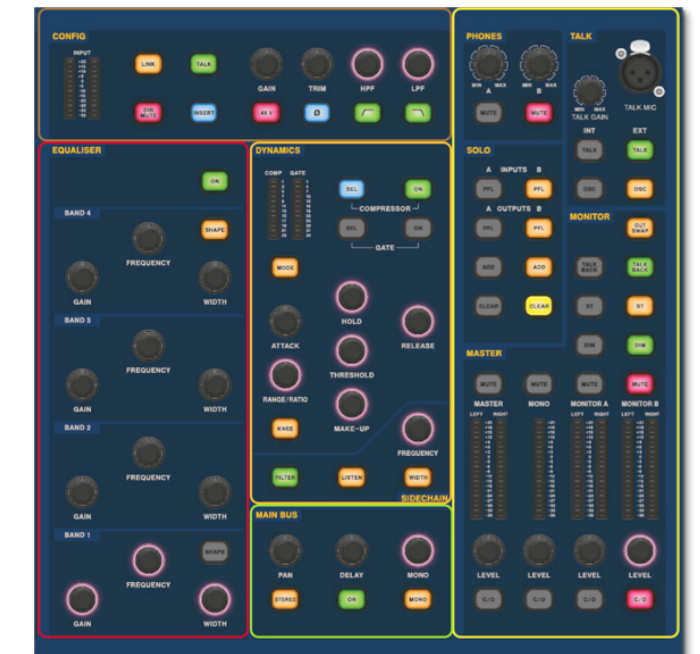 CONFIG
INPUT
LINK
TALK
GAIN
TRIM
HPF
LPF
DIR
MUTE
INSERT
48 V
Ø
PHONES
MIN MAX MIN MAX
A B
MUTE
MUTE
TALK
MIN MAX
TALK GAIN
TALK MIC
INT EXT
TALK
TALK
OSC
OSC
SOLO
A INPUTS B
PFL
PFL
A OUTPUTS B
PFL
PFL
ADD
ADD
CLEAR
CLEAR
MONITOR
OUT
SWAP
TALK
BACK
TALK
BACK
ST
ST
DIM
DIM
EQUALISER
ON
BAND 4
SHAPE
FREQUENCY
GAIN
WIDTH
BAND 3
FREQUENCY
GAIN
WIDTH
BAND 2
FREQUENCY
GAIN
WIDTH
BAND 1
SHAPE
FREQUENCY
GAIN
WIDTH
DYNAMICS
COMP GATE
SEL
ON
COMPRESSOR
SEL
ON
GATE
MODE
HOLD
ATTACK
RELEASE
THRESHOLD
RANGE/RATIO
MAKE-UP
KNEE
FREQUENCY
FILTER
LISTEN
WIDTH
SIDECHAIN
MAIN BUS
PAN
DELAY
MONO
STEREO
ON
MONO
MASTER
MUTE
MUTE
MUTE
MUTE
MASTER
MONO
MONITOR A
MONITOR B
LEFT RIGHT
LEFT RIGHT
LEFT RIGHT
LEVEL
LEVEL
LEVEL
LEVEL
C/O
C/O
C/O
C/O